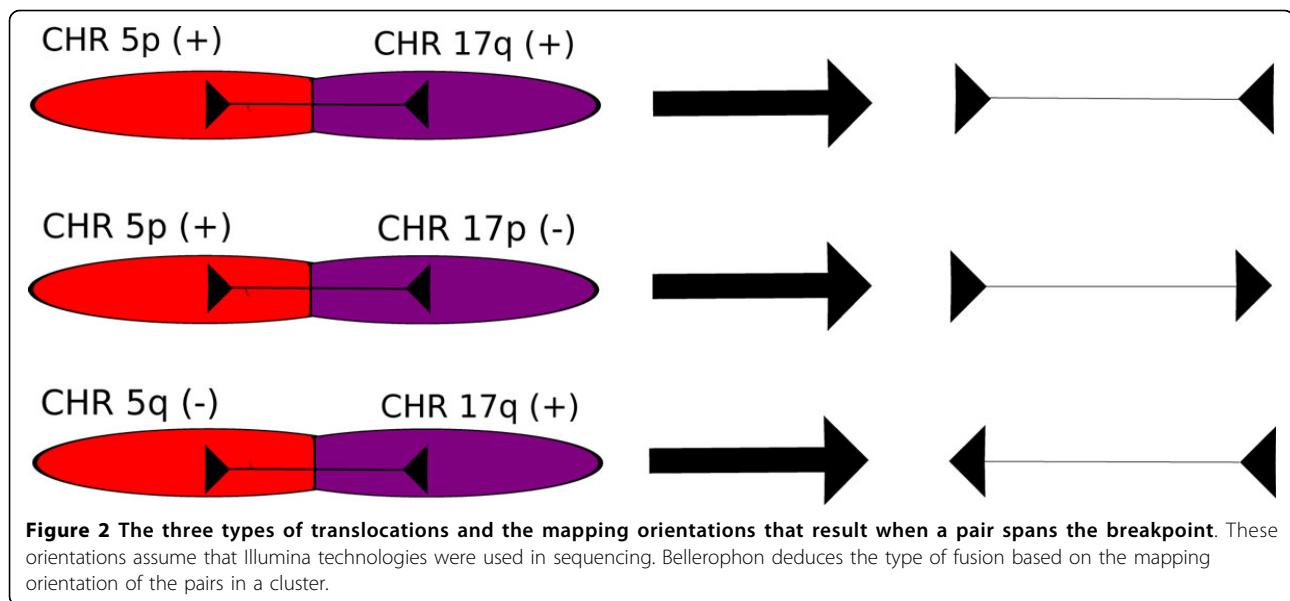 CHR 5p (+) CHR 17q (+)
CHR 5p (+) CHR 17p (-)
CHR 5q (-) CHR 17q (+)
Figure 2 The three types of translocations and the mapping orientations that result when a pair spans the breakpoint. These
orientations assume that Illumina technologies were used in sequencing. Bellerophon deduces the type of fusion based on the mapping
orientation of the pairs in a cluster.